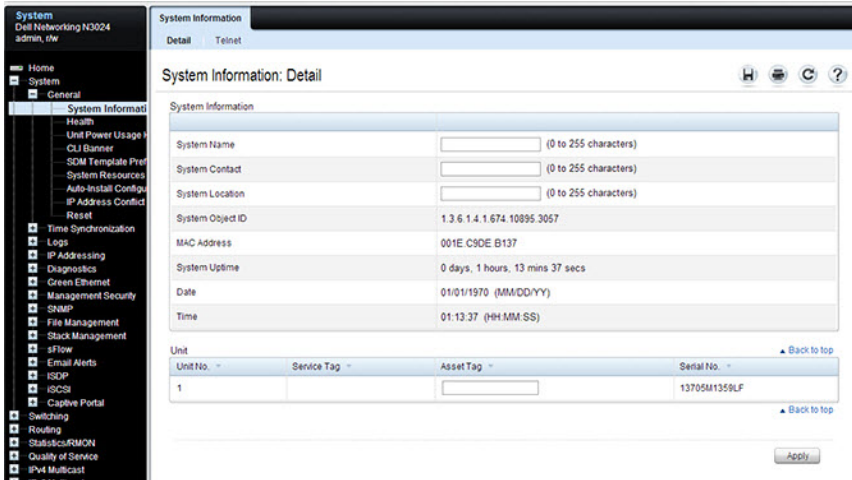 System
Dell Networking N3024
admin, r/w
Home
System
General
System Informati
Health
Unit Power Usage H
CLI Banner
SDM Template Pref
System Resources
Auto-Install Configu
IP Address Conflict
Reset
Time Synchronization
Logs
IP Addressing
Diagnostics
Green Ethernet
Management Security
SNMP
File Management
Stack Management
sFlow
Email Alerts
ISDP
iSCSI
Captive Portal
Switching
Routing
Statistics/RMON
Quality of Service
IPv4 Multicast
System Information
Detail Telnet
System Information: Detail
System Information
System Name (0 to 255 characters)
System Contact (0 to 255 characters)
System Location (0 to 255 characters)
System Object ID 1.3.6.1.4.1.674.10895.3057
MAC Address 001E.C9DE.B137
System Uptime 0 days, 1 hours, 13 mins 37 secs
Date 01/01/1970 (MM/DD/YY)
Time 01:13:37 (HH:MM:SS)
Unit Back to top
Unit No. Service Tag Asset Tag Serial No.
1 13705M1359LF
Back to top
Apply